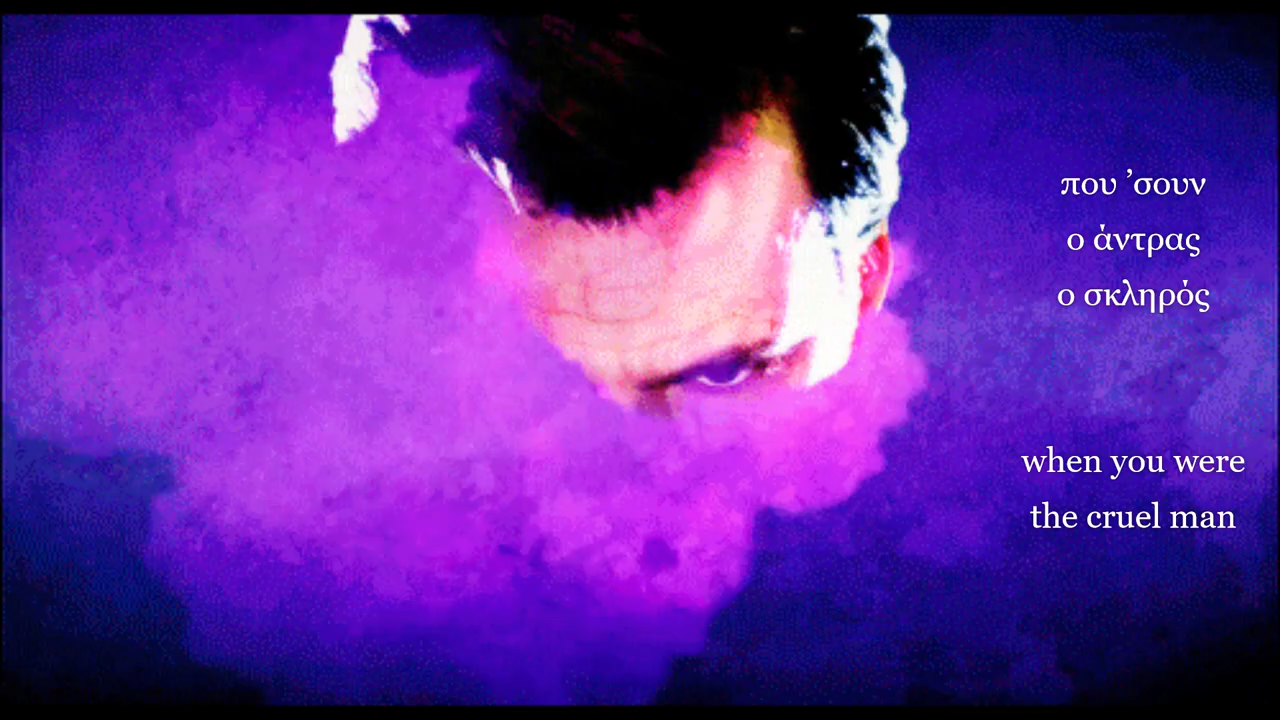 που ’σουν
ο άντρας
ο σκληρός
when you were
the cruel man